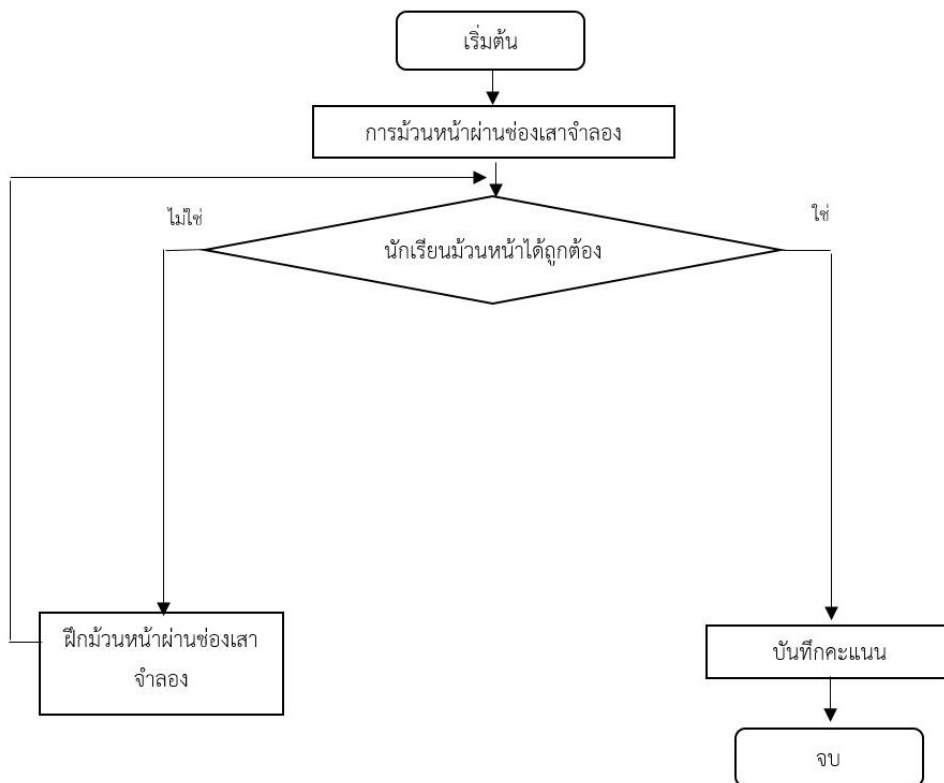 เริ่มต้น
การม้วนหน้าผ่านช่องเสาจำลอง
ไม่ใช่
ใช่
นักเรียนม้วนหน้าได้ถูกต้อง
ฝึกม้วนหน้าผ่านช่องเสา
จำลอง
บันทึกคะแนน
จบ